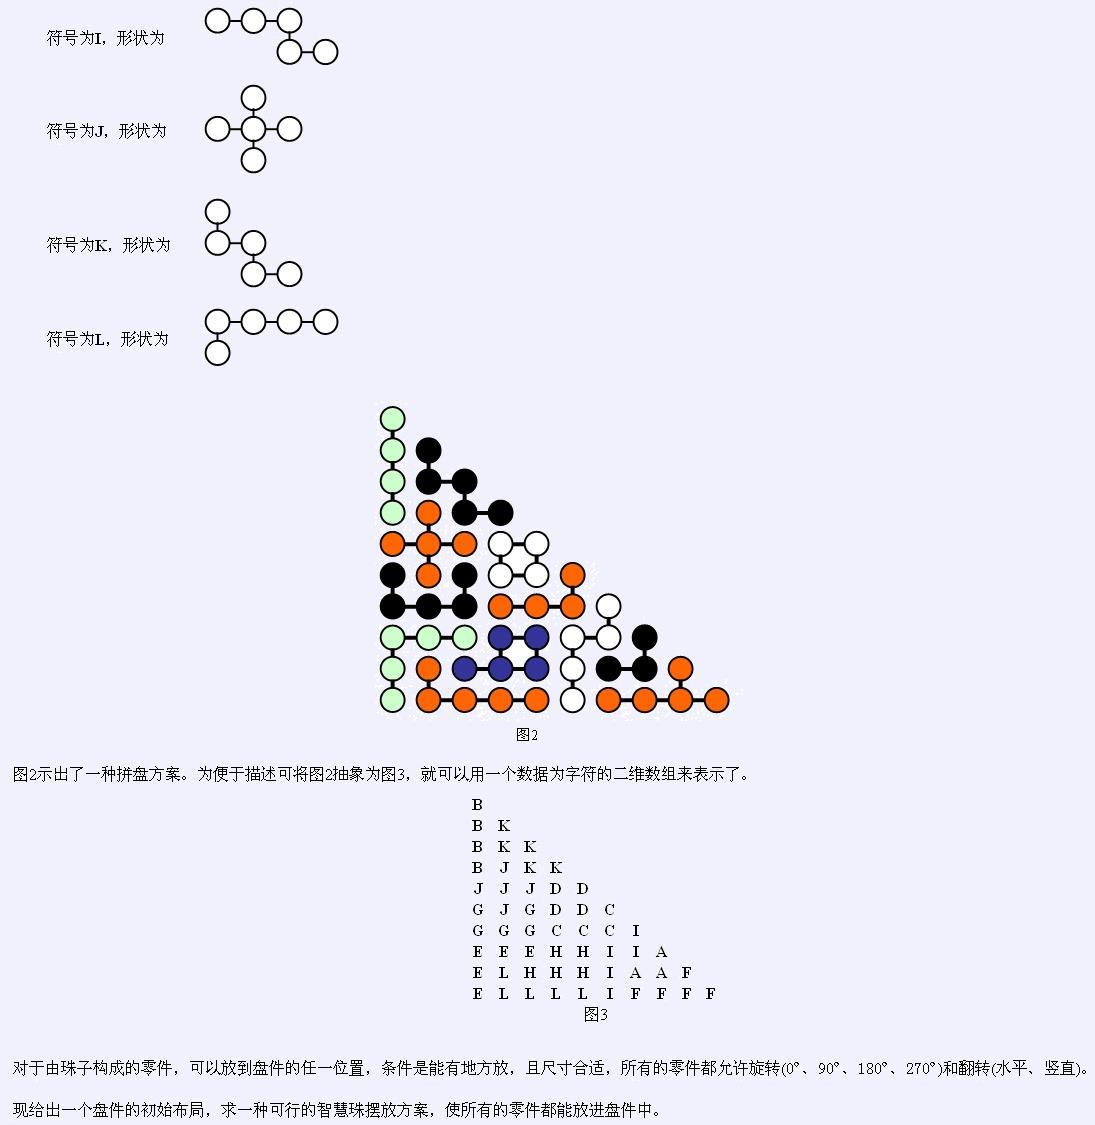 符号为I，形状为
符号为J，形状为
符号为K，形状为
符号为L，形状为
图2
图2示出了一种拼盘方案。为便于描述可将图2抽象为图3，就可以用一个数据为字符的二维数组来表示了。
B
B K
B K K
B J K K
J J J D D
G J G D D C
G G G C C C I
E E E H H I I A
E L H H H I A A F
E L L L L I F F F F
图3
对于由珠子构成的零件，可以放到盘件的任一位置，条件是能有地方放，且尺寸合适，所有的零件都允许旋转(0°、90°、180°、270°)和翻转(水平、竖直)。
现给出一个盘件的初始布局，求一种可行的智慧珠摆放方案，使所有的零件都能放进盘件中。